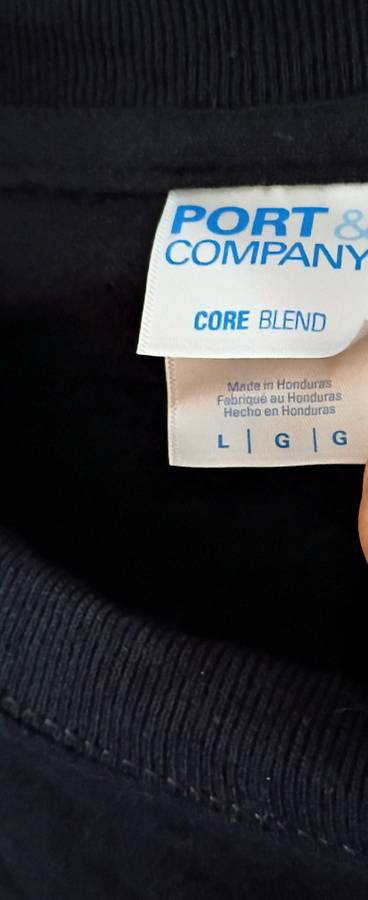 PORT &
COMPANY
CORE BLEND
Made in Honduras
Fabriqué au Honduras
Hecho en Honduras
L | G | G